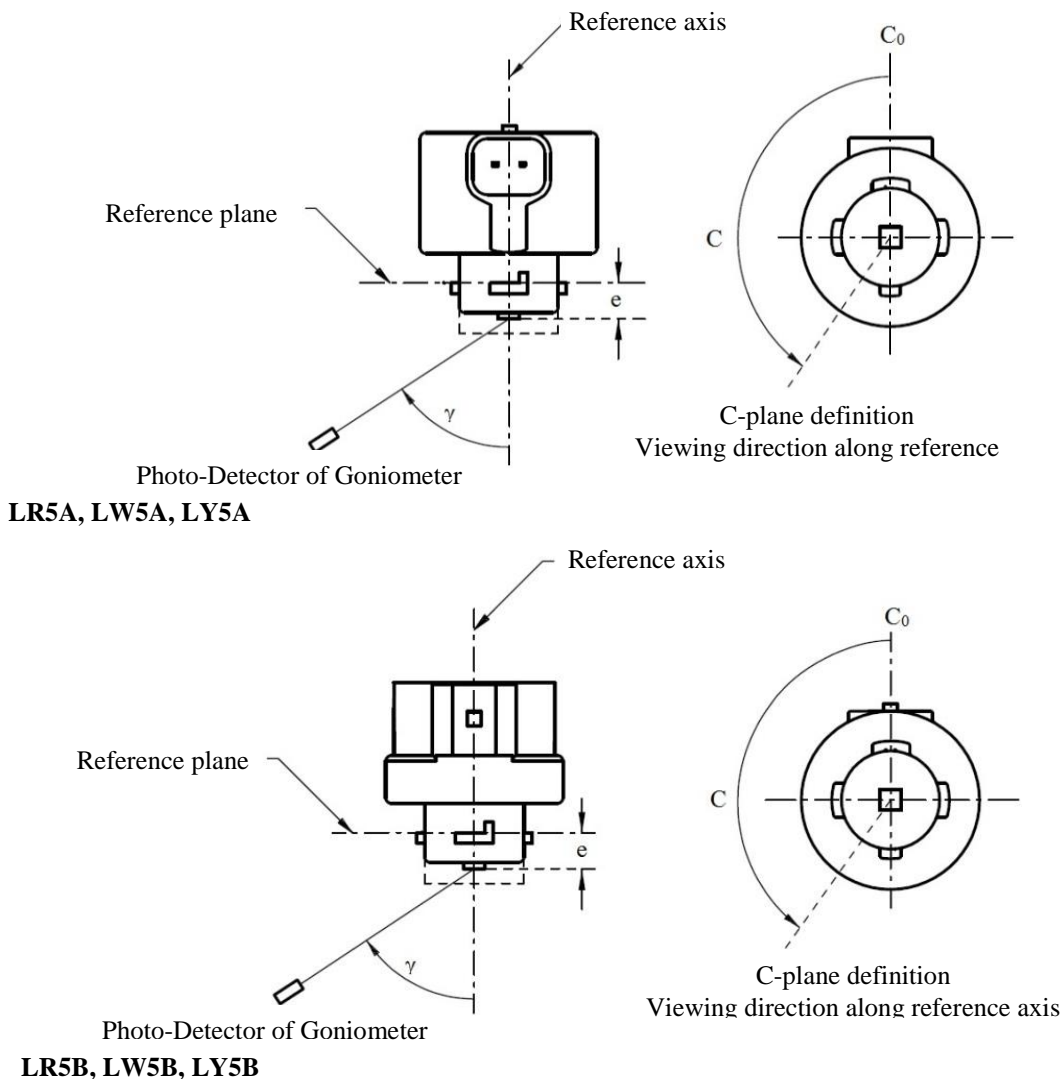 Reference axis
C₀
Reference plane
C
e
γ
C-plane definition
Viewing direction along reference
Photo-Detector of Goniometer
LR5A, LW5A, LY5A
Reference axis
C₀
Reference plane
C
e
γ
C-plane definition
Viewing direction along reference axis
Photo-Detector of Goniometer
LR5B, LW5B, LY5B